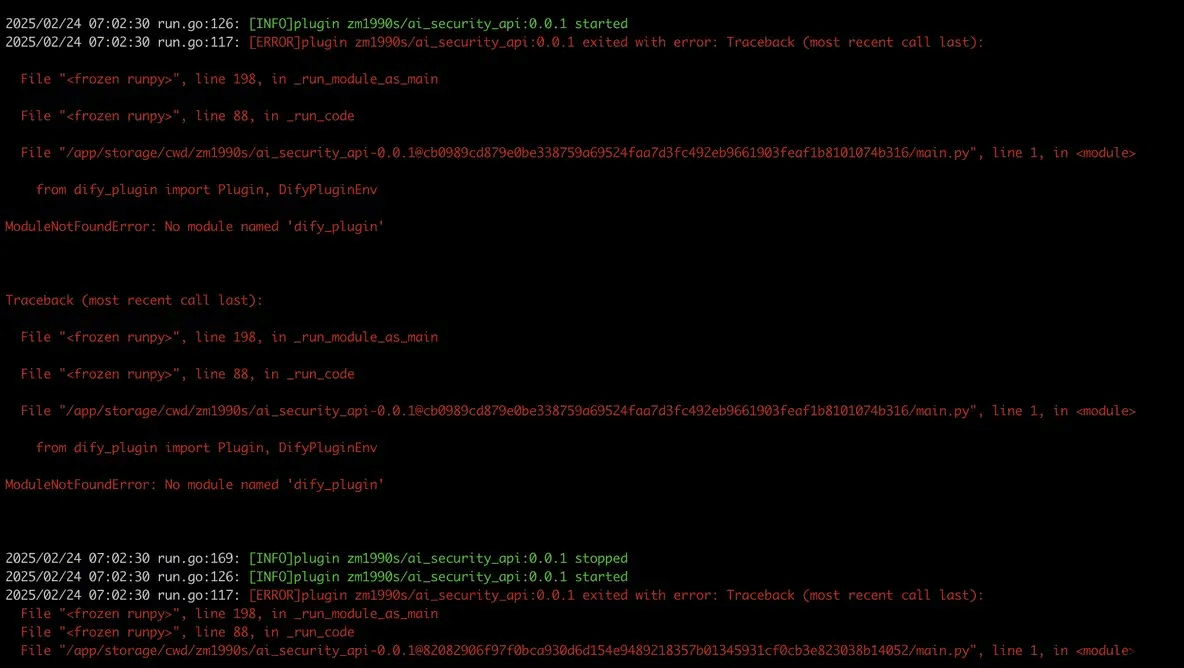 2025/02/24 07:02:30 run.go:126: [INFO]plugin zm1990s/ai_security_api:0.0.1 started
2025/02/24 07:02:30 run.go:117: [ERROR]plugin zm1990s/ai_security_api:0.0.1 exited with error: Traceback (most recent call last):
File "<frozen runpy>", line 198, in _run_module_as_main
File "<frozen runpy>", line 88, in _run_code
File "/app/storage/cwd/zm1990s/ai_security_api-0.0.1@cb0989cd879e0be338759a69524faa7d3fc492eb9661903feaf1b8101074b316/main.py", line 1, in <module>
from dify_plugin import Plugin, DifyPluginEnv
ModuleNotFoundError: No module named 'dify_plugin'
Traceback (most recent call last):
File "<frozen runpy>", line 198, in _run_module_as_main
File "<frozen runpy>", line 88, in _run_code
File "/app/storage/cwd/zm1990s/ai_security_api-0.0.1@cb0989cd879e0be338759a69524faa7d3fc492eb9661903feaf1b8101074b316/main.py", line 1, in <module>
from dify_plugin import Plugin, DifyPluginEnv
ModuleNotFoundError: No module named 'dify_plugin'
2025/02/24 07:02:30 run.go:169: [INFO]plugin zm1990s/ai_security_api:0.0.1 stopped
2025/02/24 07:02:30 run.go:126: [INFO]plugin zm1990s/ai_security_api:0.0.1 started
2025/02/24 07:02:30 run.go:117: [ERROR]plugin zm1990s/ai_security_api:0.0.1 exited with error: Traceback (most recent call last):
File "<frozen runpy>", line 198, in _run_module_as_main
File "<frozen runpy>", line 88, in _run_code
File "/app/storage/cwd/zm1990s/ai_security_api-0.0.1@82082906f97f0bca930d6d154e9489218357b01345931cf0cb3e823038b14052/main.py", line 1, in <module>